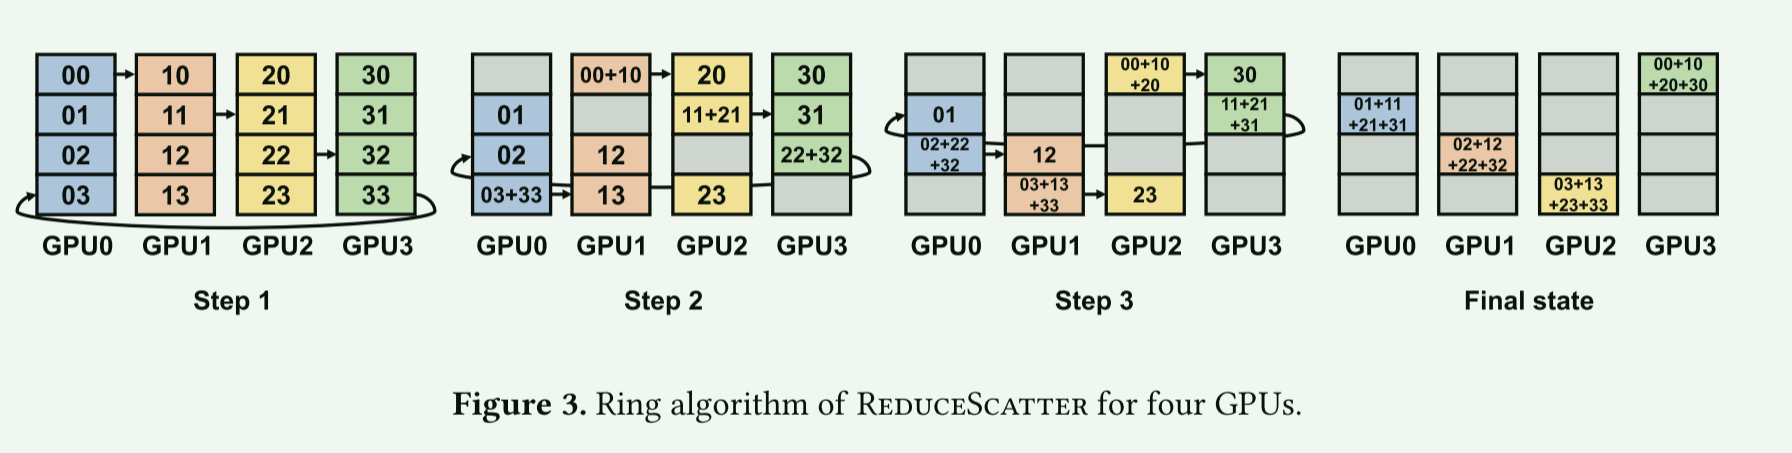 00 10 20 30
01 11 21 31
02 12 22 32
03 13 23 33
GPU0 GPU1 GPU2 GPU3
Step 1
00+10 20 30
01 11+21 31
02 12 22+32
03+33 13 23
GPU0 GPU1 GPU2 GPU3
Step 2
00+10
+20 30
01 11+21
+31
02+22
+32 12
03+13
+33 23
GPU0 GPU1 GPU2 GPU3
Step 3
00+10
+20+30
01+11
+21+31
02+12
+22+32
03+13
+23+33
GPU0 GPU1 GPU2 GPU3
Final state
Figure 3. Ring algorithm of REDUCESCATTER for four GPUs.